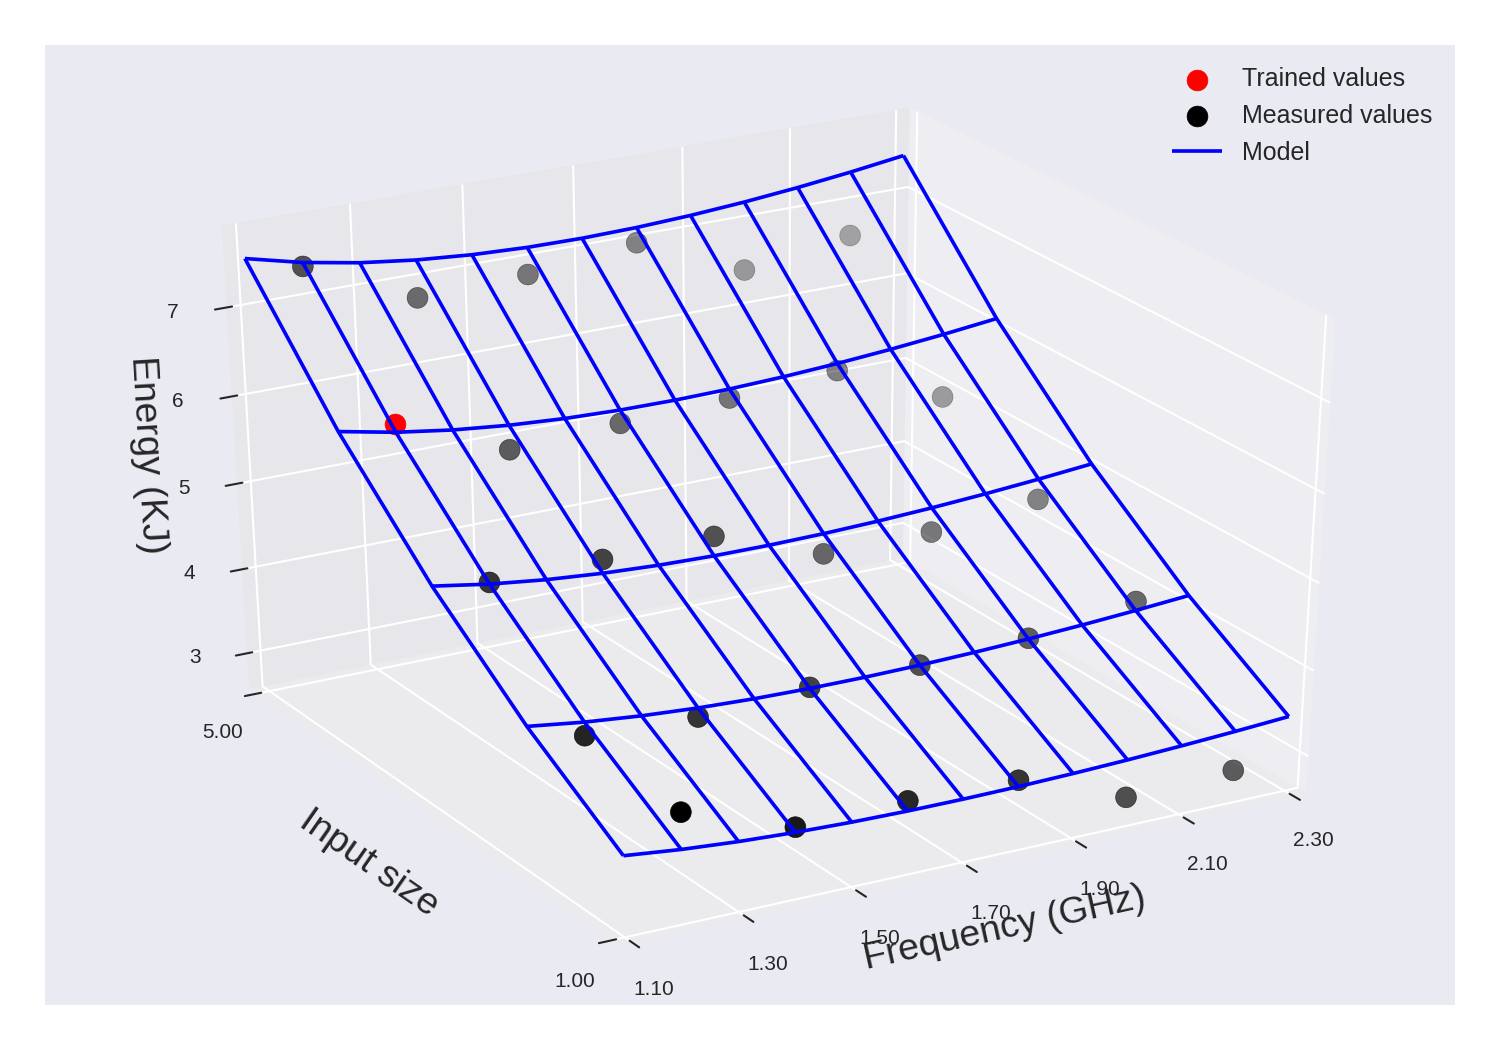 Trained values
Measured values
Model
7
6
5
4
3
Energy (KJ)
5.00
1.00
Input size
1.10
1.30
1.50
1.70
1.90
2.10
2.30
Frequency (GHz)